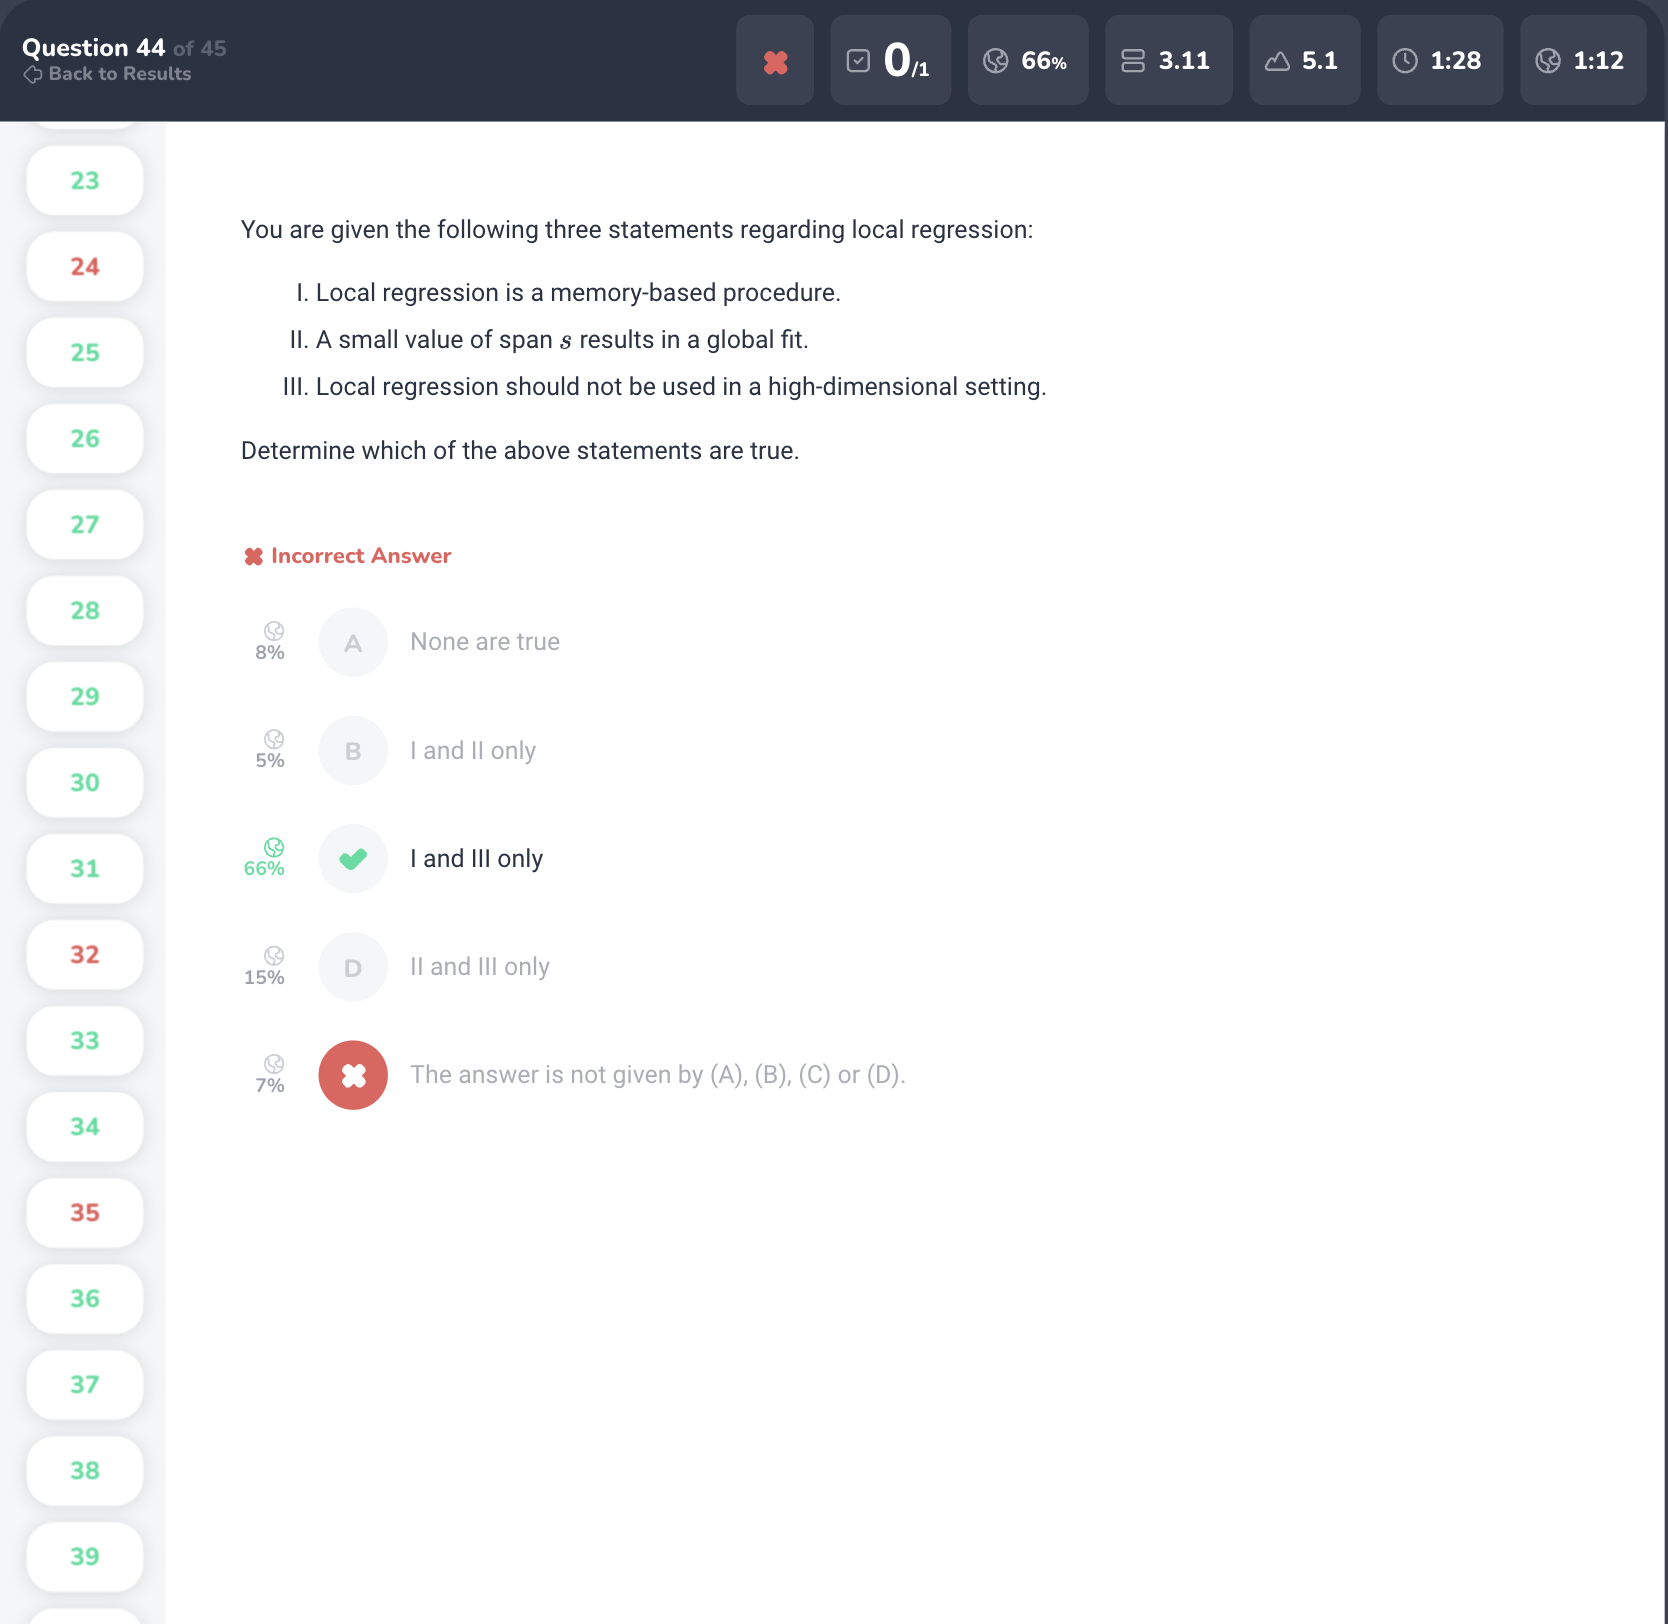 Question 44 of 45
Back to Results
0/1
66%
3.11
5.1
1:28
1:12
23
24
25
26
27
28
29
30
31
32
33
34
35
36
37
38
39
You are given the following three statements regarding local regression:
I. Local regression is a memory-based procedure.
II. A small value of span s results in a global fit.
III. Local regression should not be used in a high-dimensional setting.
Determine which of the above statements are true.
Incorrect Answer
8% A None are true
5% B I and II only
66% I and III only
15% D II and III only
7% The answer is not given by (A), (B), (C) or (D).